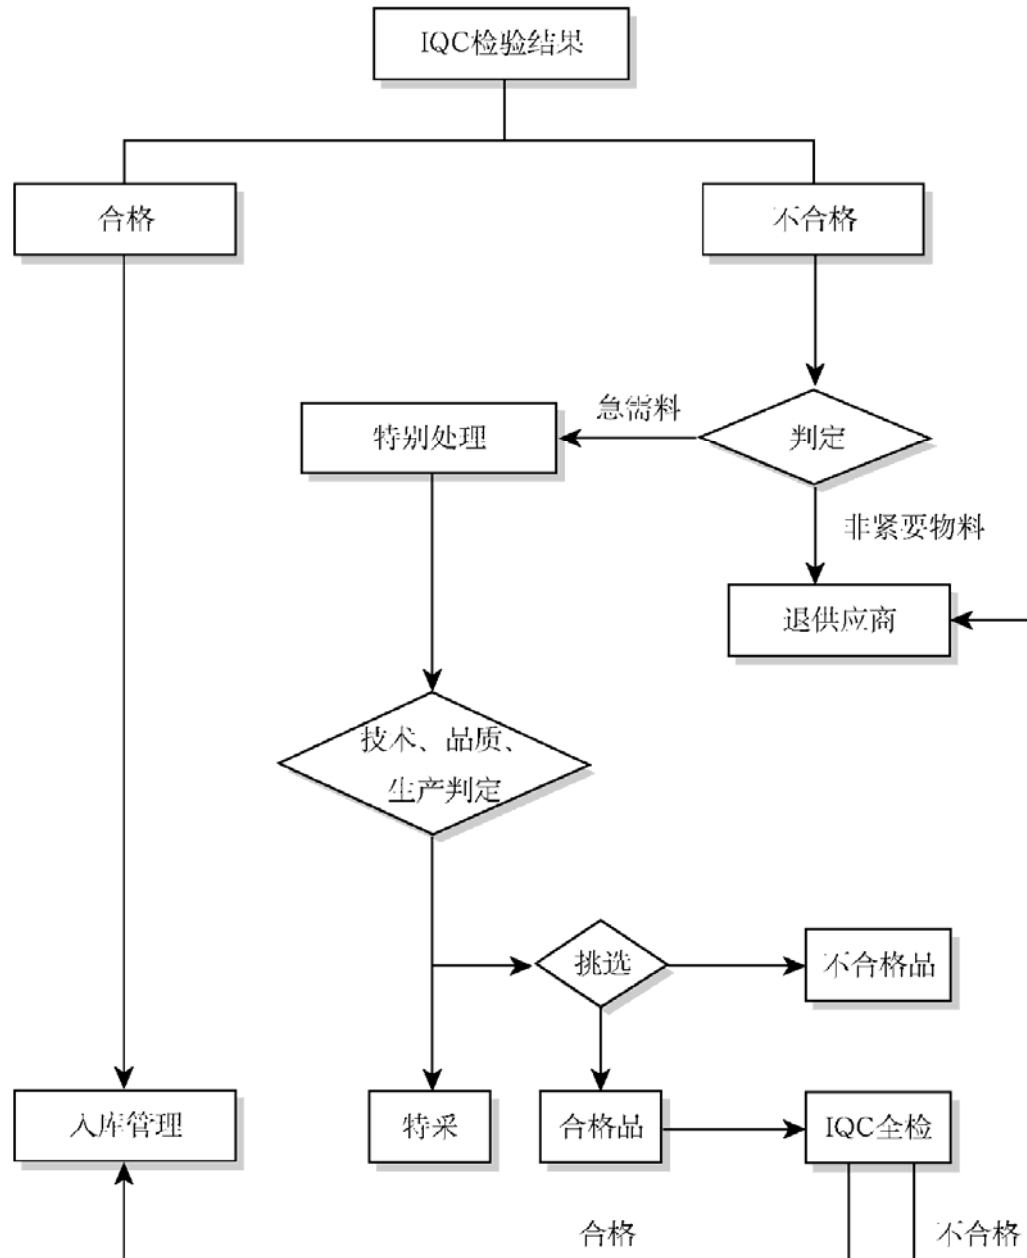 IQC检验结果
合格
不合格
急需料
特别处理
判定
非紧要物料
退供应商
技术、品质、
生产判定
挑选
不合格品
入库管理
特采
合格品
IQC全检
合格
不合格